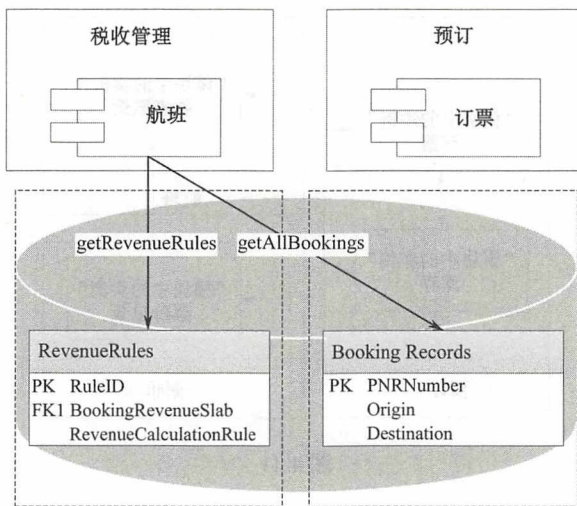 税收管理
预订
航班
订票
getRevenueRules
getAllBookings
RevenueRules
PK RuleID
FK1 BookingRevenueSlab
RevenueCalculationRule
Booking Records
PK PNRNumber
Origin
Destination